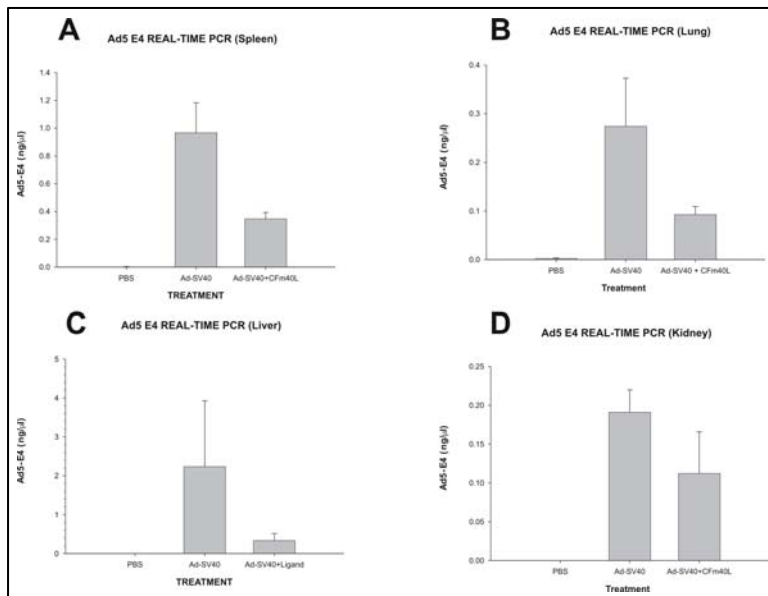 A
Ad5 E4 REAL-TIME PCR (Spleen)
Ad5-E4 (ng/μl)
1.4
1.2
1.0
0.8
0.6
0.4
0.2
0.0
PBS Ad-SV40 Ad-SV40+CFm40L
TREATMENT
B
Ad5 E4 REAL-TIME PCR (Lung)
Ad5-E4 (ng/μl)
0.4
0.3
0.2
0.1
0.0
PBS Ad-SV40 Ad-SV40 + CFm40L
Treatment
C
Ad5 E4 REAL-TIME PCR (Liver)
Ad5-E4 (ng/μl)
5
4
3
2
1
0
PBS Ad-SV40 Ad-SV40+Ligand
TREATMENT
D
Ad5 E4 REAL-TIME PCR (Kidney)
Ad5-E4 (ng/μl)
0.25
0.20
0.15
0.10
0.05
0.00
PBS Ad-SV40 Ad-SV40+CFm40L
Treatment